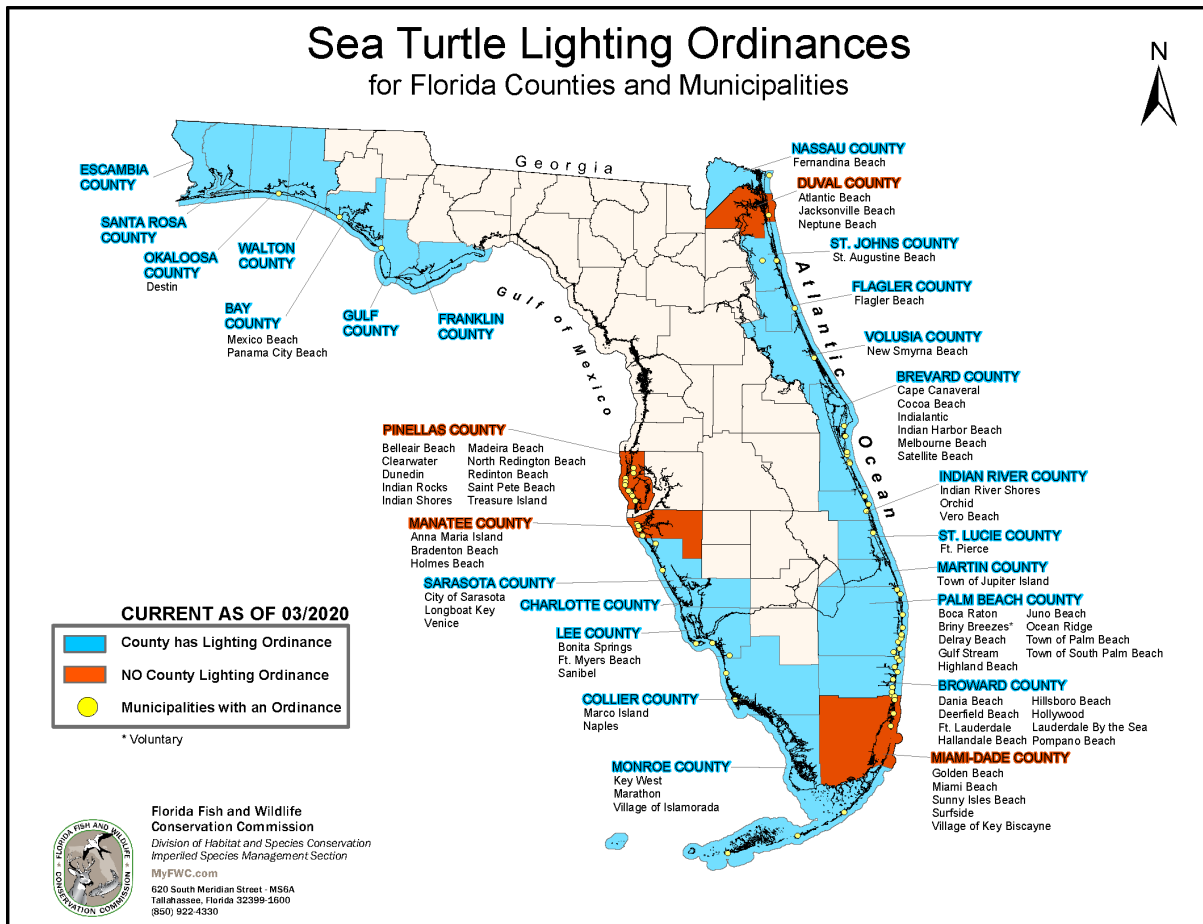 Sea Turtle Lighting Ordinances
for Florida Counties and Municipalities
N
Georgia
Gulf of Mexico
Atlantic Ocean
ESCAMBIA
COUNTY
SANTA ROSA
COUNTY
OKALOOSA
COUNTY
Destin
WALTON
COUNTY
BAY
COUNTY
Mexico Beach
Panama City Beach
GULF
COUNTY
FRANKLIN
COUNTY
NASSAU COUNTY
Fernandina Beach
DUVAL COUNTY
Atlantic Beach
Jacksonville Beach
Neptune Beach
ST. JOHNS COUNTY
St. Augustine Beach
FLAGLER COUNTY
Flagler Beach
VOLUSIA COUNTY
New Smyrna Beach
BREVARD COUNTY
Cape Canaveral
Cocoa Beach
Indialantic
Indian Harbor Beach
Melbourne Beach
Satellite Beach
INDIAN RIVER COUNTY
Indian River Shores
Orchid
Vero Beach
ST. LUCIE COUNTY
Ft. Pierce
MARTIN COUNTY
Town of Jupiter Island
PALM BEACH COUNTY
Boca Raton Juno Beach
Briny Breezes* Ocean Ridge
Delray Beach Town of Palm Beach
Gulf Stream Town of South Palm Beach
Highland Beach
BROWARD COUNTY
Dania Beach Hillsboro Beach
Deerfield Beach Hollywood
Ft. Lauderdale Lauderdale By the Sea
Hallandale Beach Pompano Beach
MIAMI-DADE COUNTY
Golden Beach
Miami Beach
Sunny Isles Beach
Surfside
Village of Key Biscayne
PINELLAS COUNTY
Belleair Beach Madeira Beach
Clearwater North Redington Beach
Dunedin Redinton Beach
Indian Rocks Saint Pete Beach
Indian Shores Treasure Island
MANATEE COUNTY
Anna Maria Island
Bradenton Beach
Holmes Beach
SARASOTA COUNTY
City of Sarasota
Longboat Key
Venice
CHARLOTTE COUNTY
LEE COUNTY
Bonita Springs
Ft. Myers Beach
Sanibel
COLLIER COUNTY
Marco Island
Naples
MONROE COUNTY
Key West
Marathon
Village of Islamorada
CURRENT AS OF 03/2020
County has Lighting Ordinance
NO County Lighting Ordinance
Municipalities with an Ordinance
* Voluntary
FLORIDA FISH AND WILDLIFE
CONSERVATION COMMISSION
Florida Fish and Wildlife
Conservation Commission
Division of Habitat and Species Conservation
Imperiled Species Management Section
MyFWC.com
620 South Meridian Street - MS6A
Tallahassee, Florida 32399-1600
(850) 922-4330